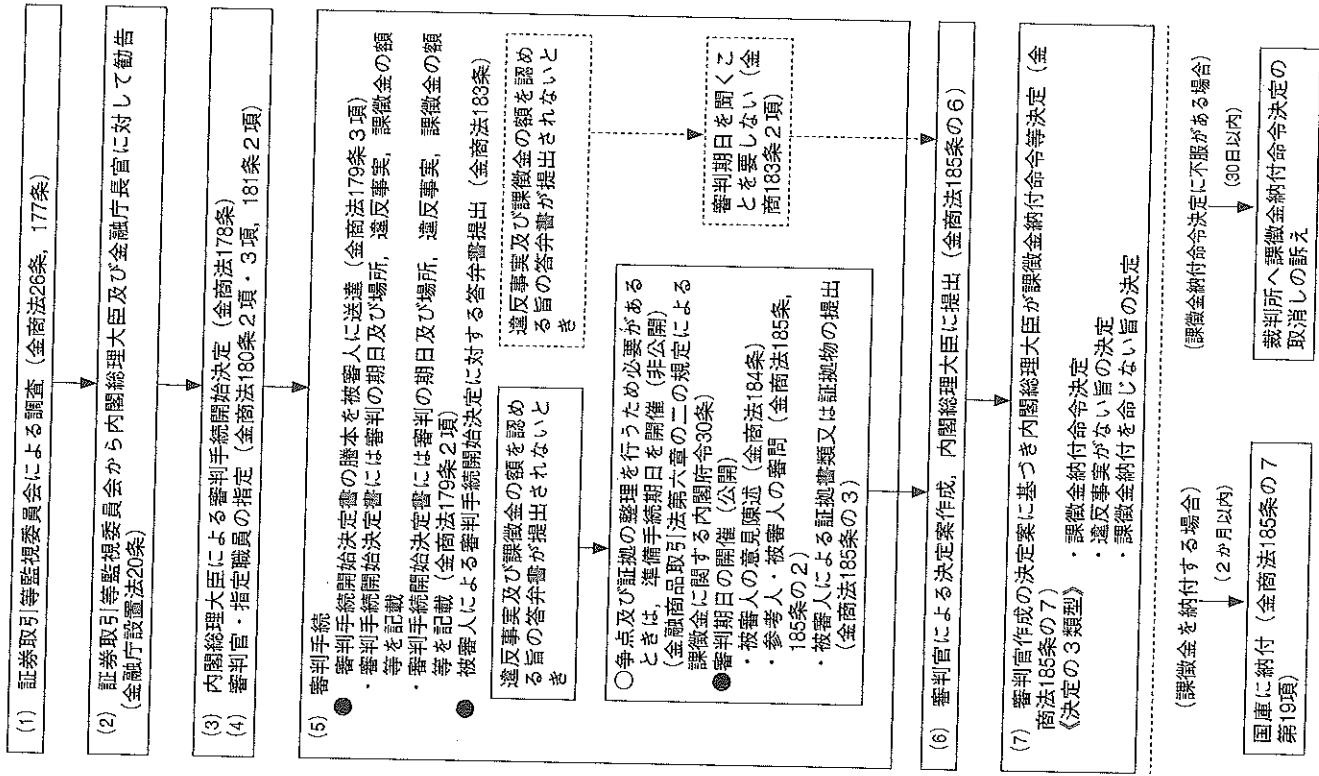 (1) 証券取引等監視委員会による調査（金商法26条，177条）
(2) 証券取引等監視委員会から内閣総理大臣及び金融庁長官に対して勧告
（金融庁設置法20条）
(3) 内閣総理大臣による審判手続開始決定（金商法178条）
(4) 審判官・指定職員の指定（金商法180条2項・3項，181条2項）
(5) 審判手続
● 審判手続開始決定書の謄本を被審人に送達（金商法179条3項）
・審判手続開始決定書には審判の期日及び場所，違反事実，課徴金の額
等を記載
・審判手続開始決定書には審判の期日及び場所，違反事実，課徴金の額
等を記載（金商法179条2項）
● 被審人による審判手続開始決定に対する答弁書提出（金商法183条）
違反事実及び課徴金の額を認め
る旨の答弁書が提出されないと
き
違反事実及び課徴金の額を認め
る旨の答弁書が提出されないと
き
○争点及び証拠の整理を行うため必要がある
ときは，準備手続期日を開催（非公開）
（金融商品取引法第六章の二の規定による
課徴金に関する内閣府令30条）
●審判期日の開催（公開）
・被審人の意見陳述（金商法184条）
・参考人・被審人の審問（金商法185条，
185条の2）
・被審人による証拠書類又は証拠物の提出
（金商法185条の3）
審判期日を聞くこ
とを要しない（金
商183条2項）
(6) 審判官による決定案作成，内閣総理大臣に提出（金商法185条の6）
(7) 審判官作成の決定案に基づき内閣総理大臣が課徴金納付命令等決定（金
商法185条の7）
《決定の3類型》 ・課徴金納付命令決定
・違反事実がない旨の決定
・課徴金納付を命じない旨の決定
（課徴金を納付する場合）
（2か月以内）
国庫に納付（金商法185条の7
第19項）
（課徴金納付命令決定に不服がある場合）
（30日以内）
裁判所へ課徴金納付命令決定の
取消しの訴え